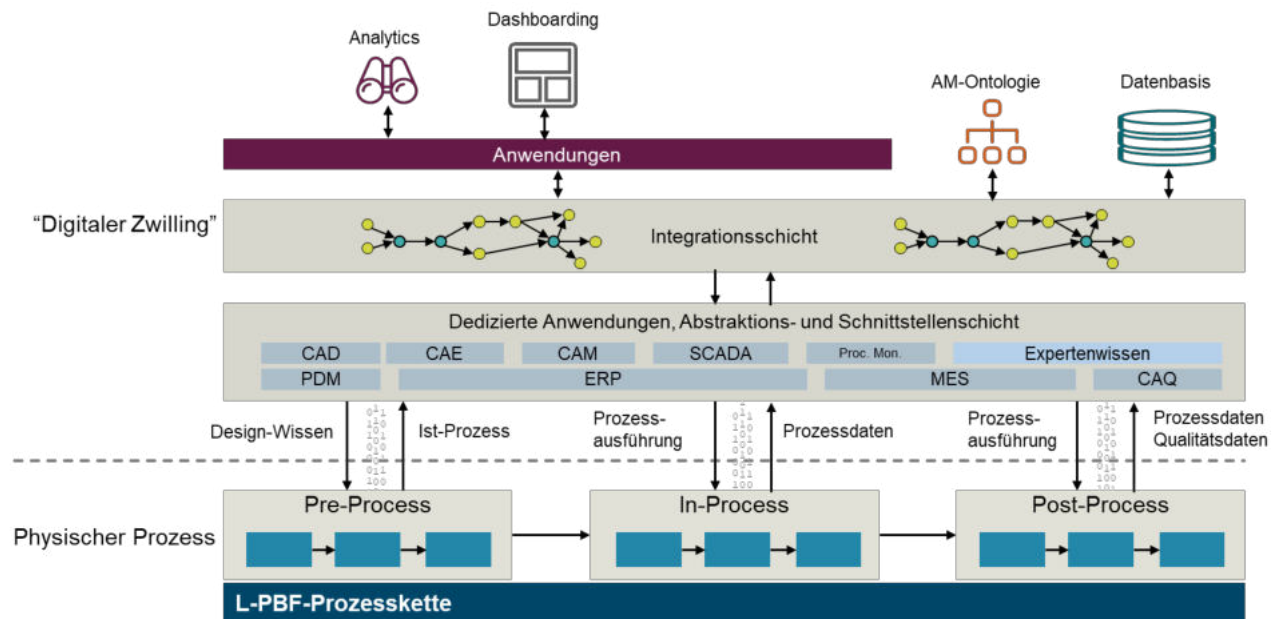 Analytics
Dashboarding
AM-Ontologie
Datenbasis
Anwendungen
“Digitaler Zwilling”
Integrationsschicht
Dedizierte Anwendungen, Abstraktions- und Schnittstellenschicht
CAD
CAE
CAM
SCADA
Proc. Mon.
Expertenwissen
PDM
ERP
MES
CAQ
Design-Wissen
Ist-Prozess
Prozess-
ausführung
Prozessdaten
Prozess-
ausführung
Prozessdaten
Qualitätsdaten
Physischer Prozess
Pre-Process
In-Process
Post-Process
L-PBF-Prozesskette